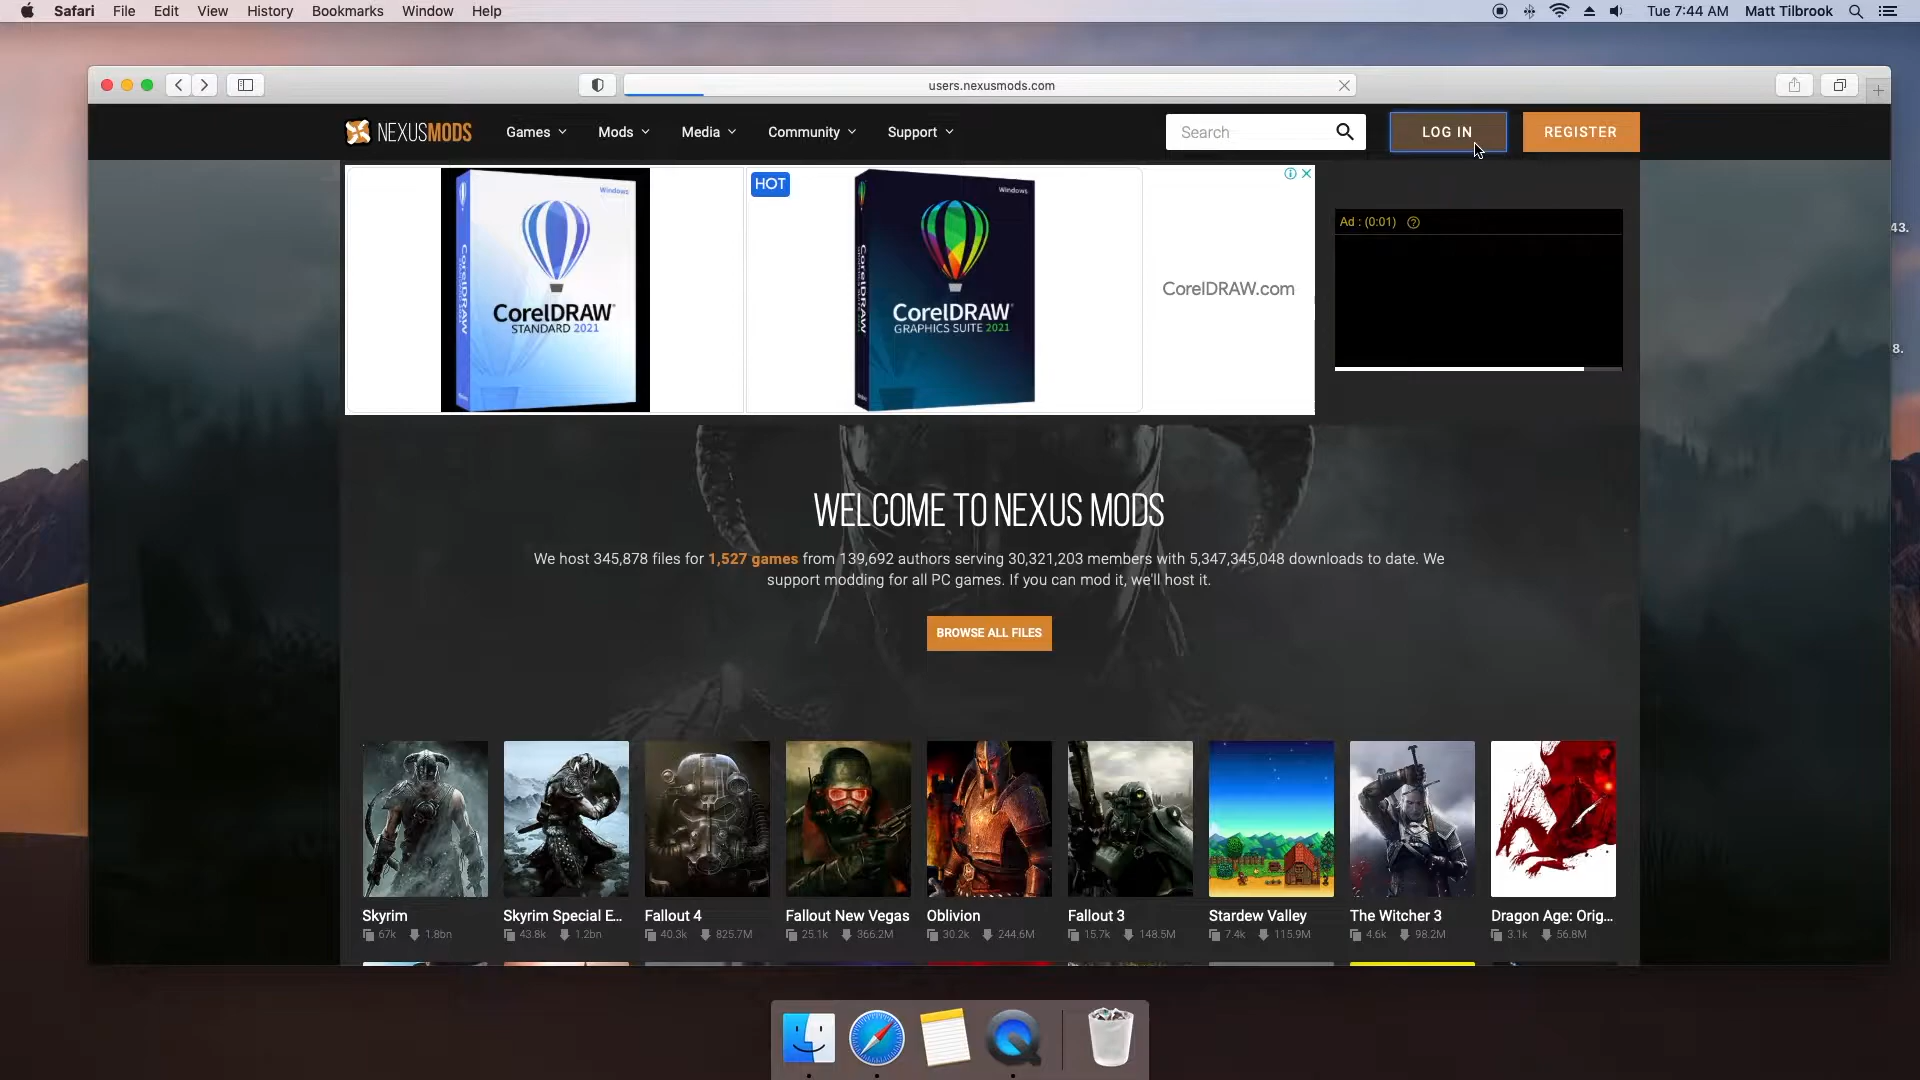 Safari File Edit View History Bookmarks Window Help
Tue 7:44 AM Matt Tilbrook
users.nexusmods.com
NEXUSMODS Games Mods Media Community Support
Search LOG IN REGISTER
Windows
CorelDRAW
CorelDRAW®
STANDARD 2021
HOT
Windows
CorelDRAW
CorelDRAW®
GRAPHICS SUITE 2021
CorelDRAW.com
Ad : (0:01)
43.
8.
WELCOME TO NEXUS MODS
We host 345,878 files for 1,527 games from 139,692 authors serving 30,321,203 members with 5,347,345,048 downloads to date. We
support modding for all PC games. If you can mod it, we'll host it.
BROWSE ALL FILES
Skyrim
67k 1.8bn
Skyrim Special E...
43.8k 1.2bn
Fallout 4
40.3k 825.7M
Fallout New Vegas
25.1k 366.2M
Oblivion
30.2k 244.6M
Fallout 3
15.7k 148.5M
Stardew Valley
7.4k 115.9M
The Witcher 3
4.6k 98.2M
Dragon Age: Orig...
3.1k 56.8M